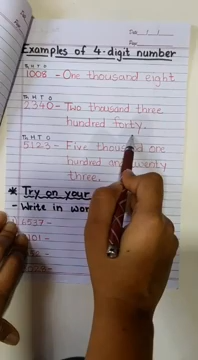 Examples of 4-digit number
Th H T O
1008 - One thousand eight
Th H T O
2340 - Two thousand three
hundred forty.
Th H T O
5123 - Five thousand one
hundred and twenty
three.
* Try on your
- Write in wor